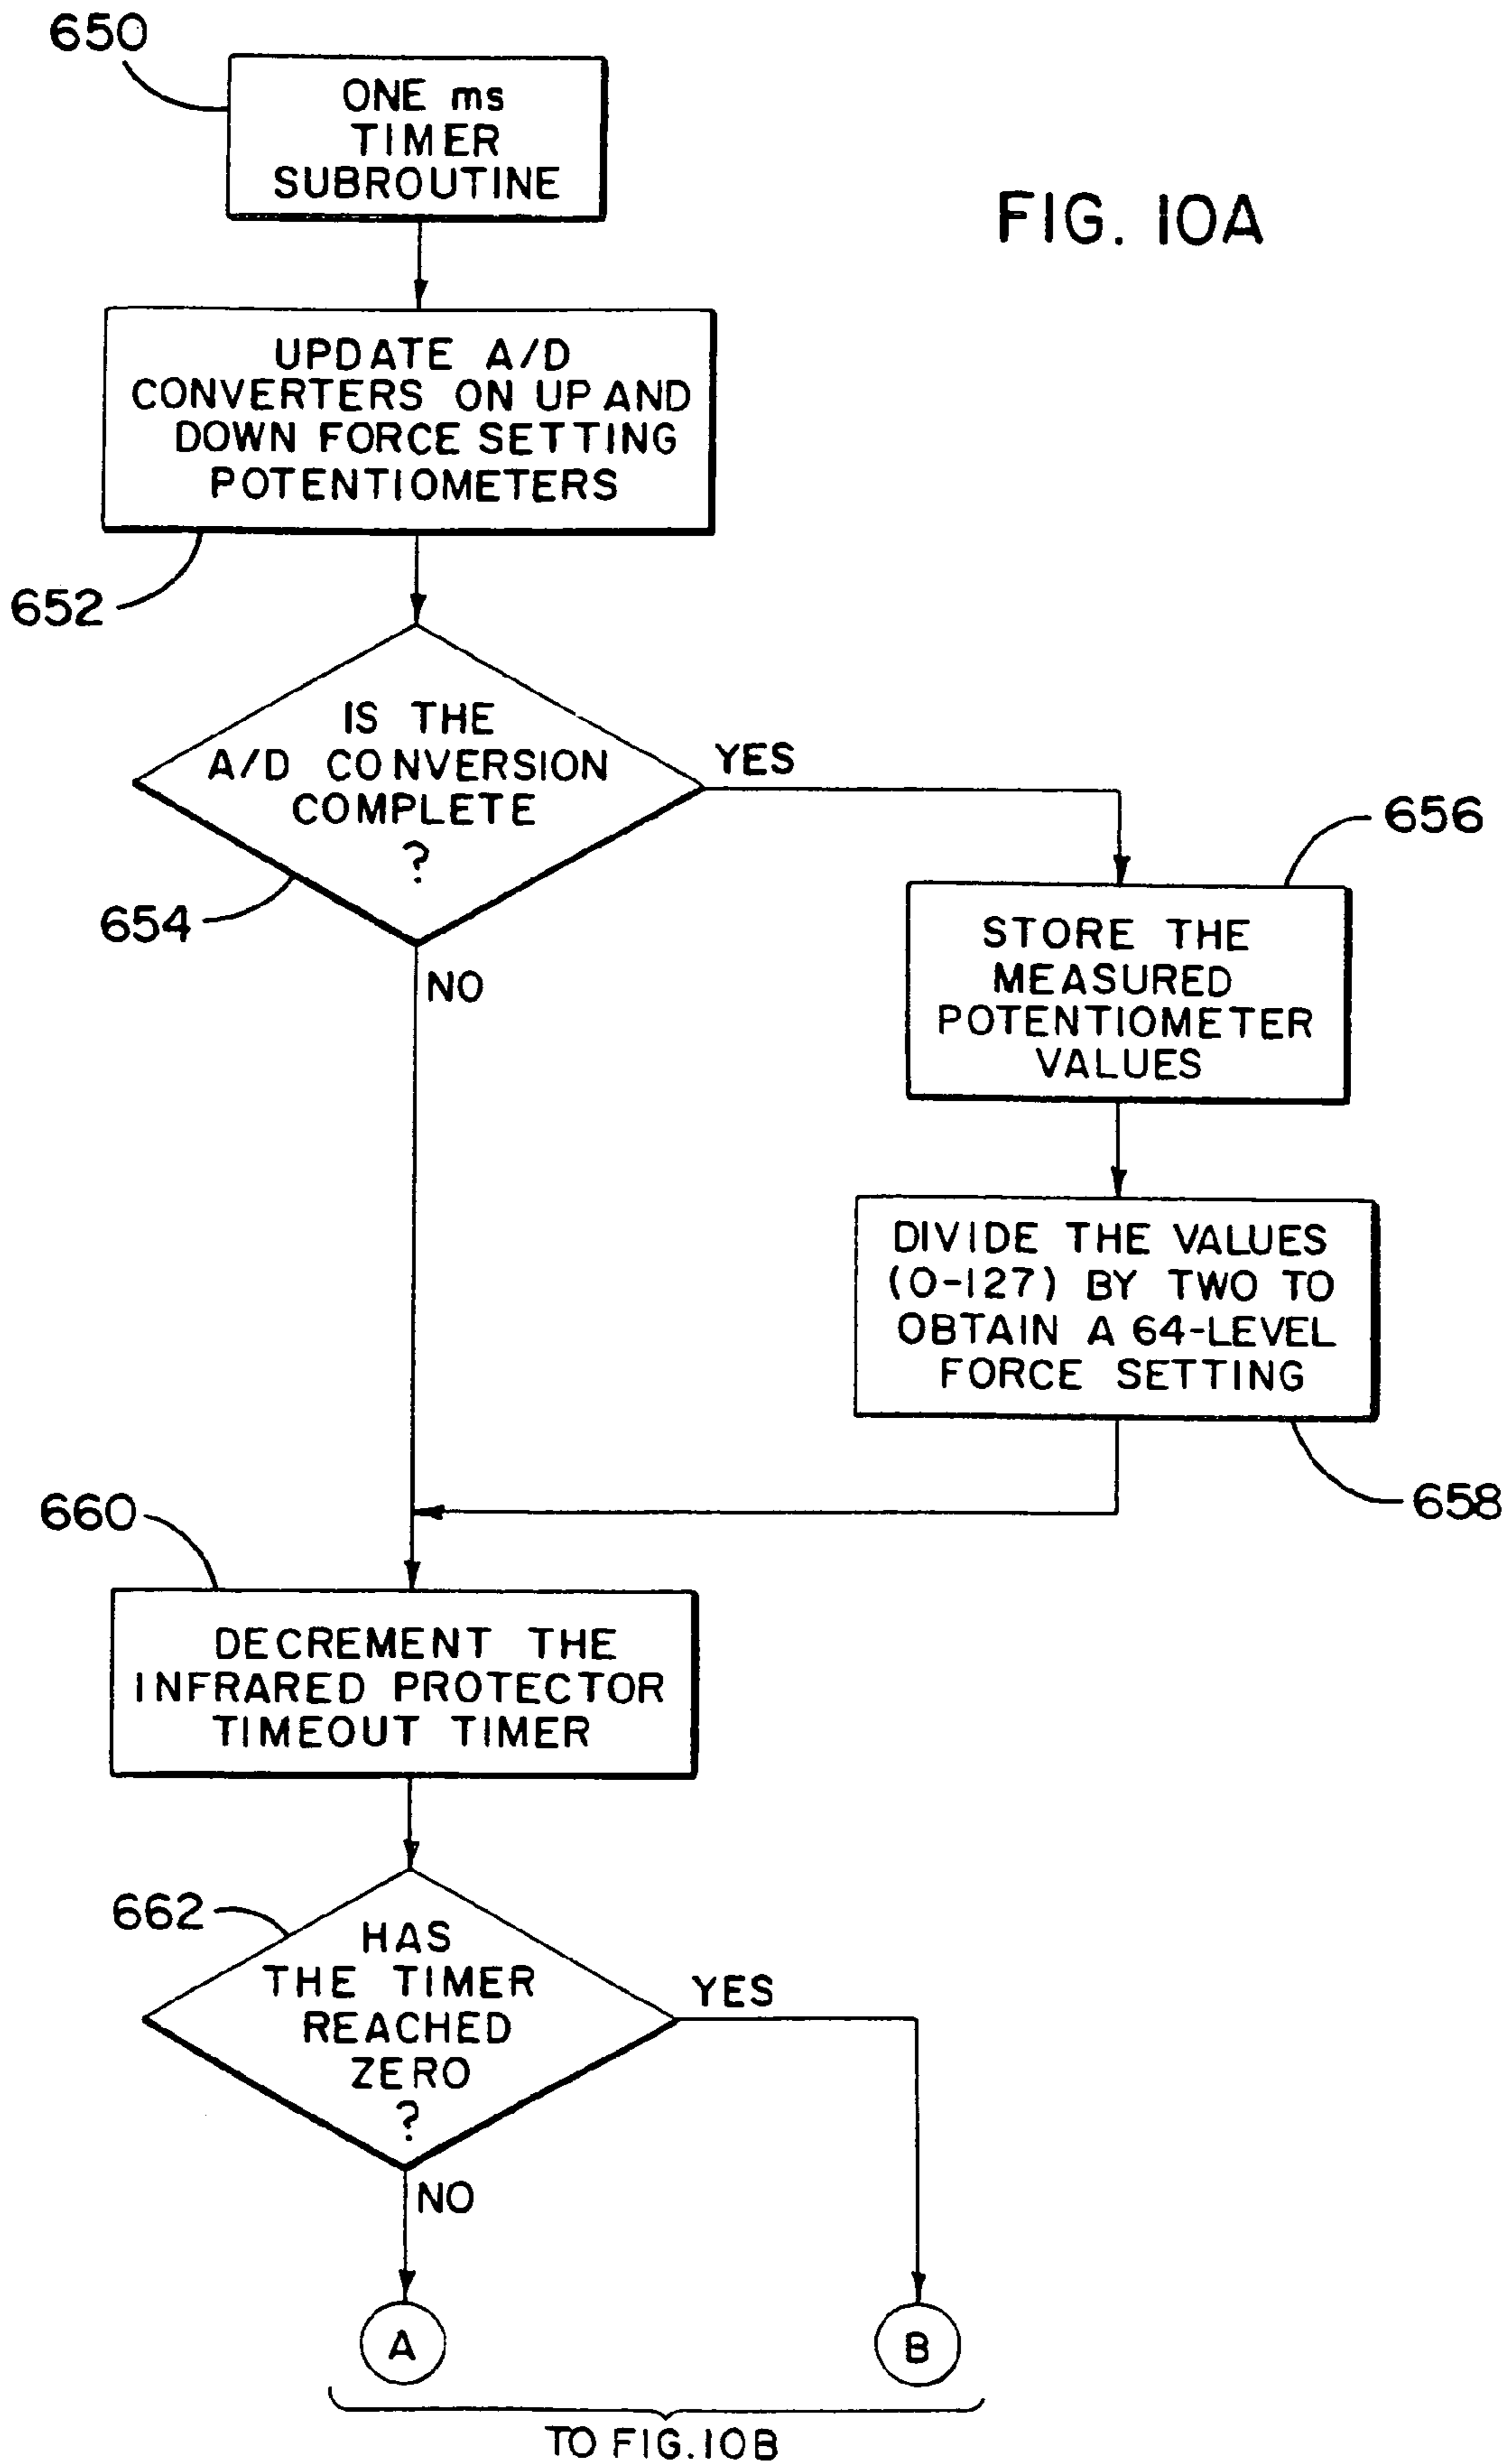 650
ONE ms
TIMER
SUBROUTINE
FIG. 10A
UPDATE A/D
CONVERTERS ON UP AND
DOWN FORCE SETTING
POTENTIOMETERS
652
IS THE
A/D CONVERSION
COMPLETE
?
YES
654
NO
656
STORE THE
MEASURED
POTENTIOMETER
VALUES
DIVIDE THE VALUES
(0-127) BY TWO TO
OBTAIN A 64-LEVEL
FORCE SETTING
658
660
DECREMENT THE
INFRARED PROTECTOR
TIMEOUT TIMER
662
HAS
THE TIMER
REACHED
ZERO
?
YES
NO
A
B
TO FIG. 10B